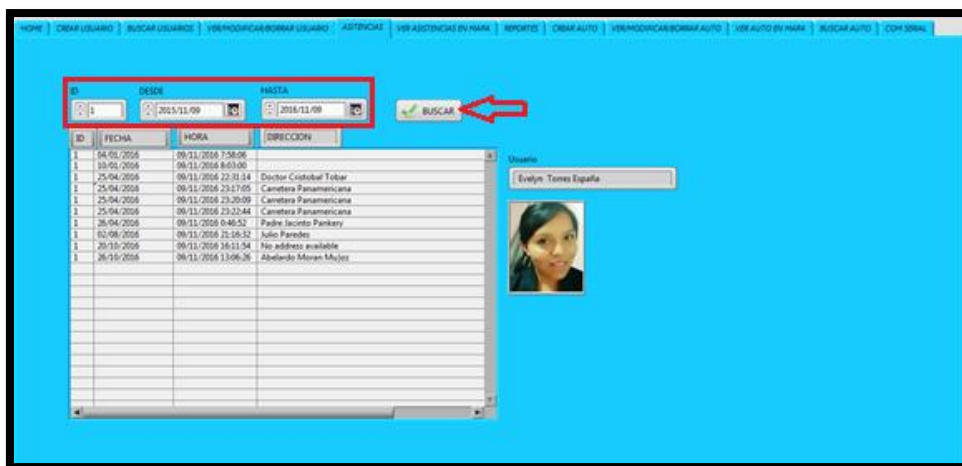 HOME CREAR USUARIO BUSCAR USUARIOS VER/MODIFICAR/BORRAR USUARIO ASITENCIAS VER ASISTENCIAS EN MAPA REPORTES CREAR AUTO VER/MODIFICAR/BORRAR AUTO VER AUTO EN MAPA BUSCAR AUTO COM SERIAL
ID DESDE HASTA
1 2015/11/09 2016/11/09 BUSCAR
ID FECHA HORA DIRECCION
1 04/01/2016 09/11/2016 7:58:06
1 10/01/2016 09/11/2016 8:03:00
1 25/04/2016 09/11/2016 22:31:14 Doctor Cristobal Tobar
1 25/04/2016 09/11/2016 23:17:05 Carretera Panamericana
1 25/04/2016 09/11/2016 23:20:09 Carretera Panamericana
1 25/04/2016 09/11/2016 23:22:44 Carretera Panamericana
1 26/04/2016 09/11/2016 0:46:52 Padre Jacinto Pankery
1 02/08/2016 09/11/2016 21:16:32 Julio Paredes
1 20/10/2016 09/11/2016 16:11:54 No address available
1 26/10/2016 09/11/2016 13:06:26 Abelardo Moran
Usuario
Evelyn Torres España